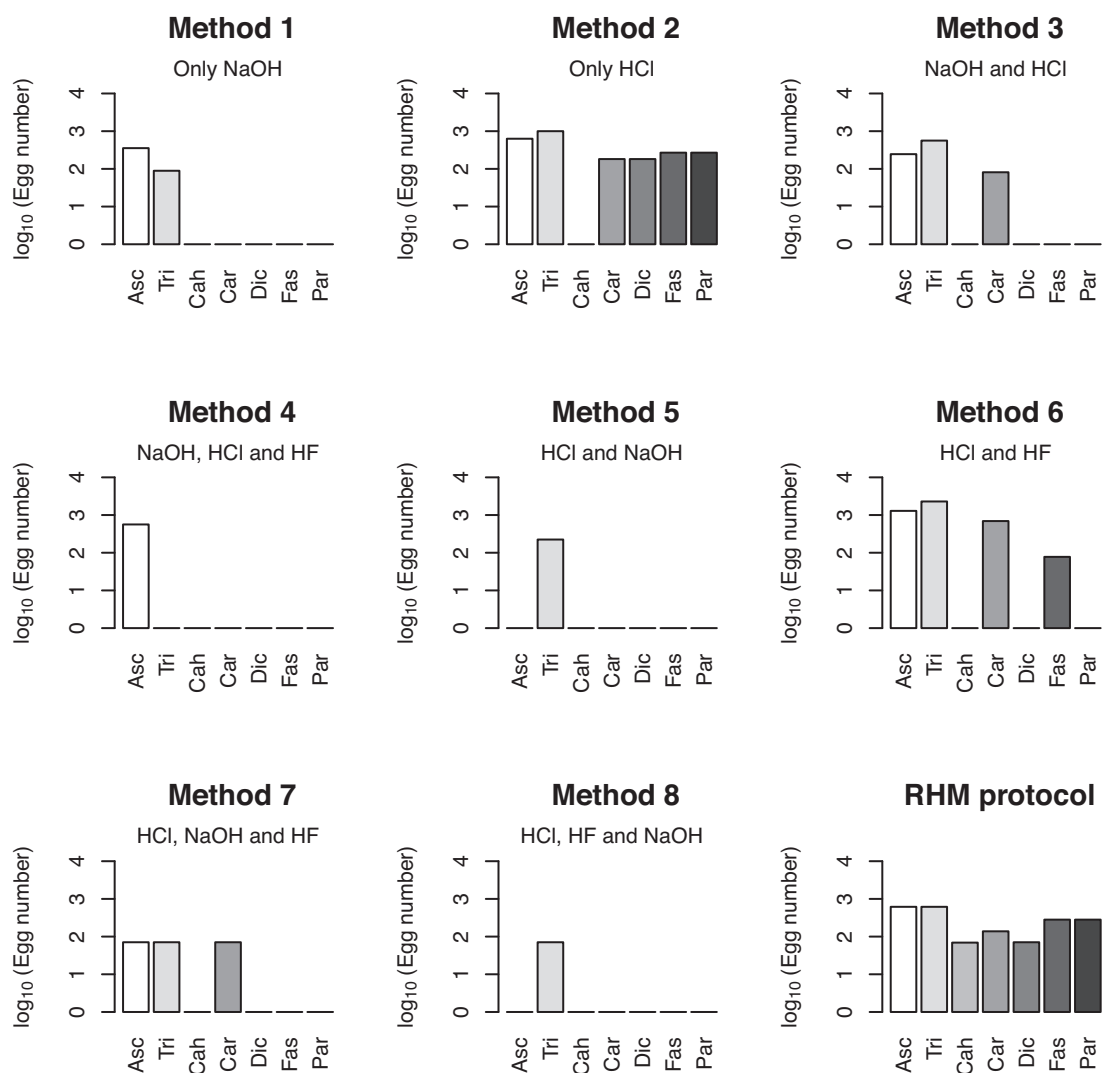 Method 1
Only NaOH
log10 (Egg number)
4
3
2
1
0
Asc
Tri
Cah
Car
Dic
Fas
Par
Method 2
Only HCl
log10 (Egg number)
4
3
2
1
0
Asc
Tri
Cah
Car
Dic
Fas
Par
Method 3
NaOH and HCl
log10 (Egg number)
4
3
2
1
0
Asc
Tri
Cah
Car
Dic
Fas
Par
Method 4
NaOH, HCl and HF
log10 (Egg number)
4
3
2
1
0
Asc
Tri
Cah
Car
Dic
Fas
Par
Method 5
HCl and NaOH
log10 (Egg number)
4
3
2
1
0
Asc
Tri
Cah
Car
Dic
Fas
Par
Method 6
HCl and HF
log10 (Egg number)
4
3
2
1
0
Asc
Tri
Cah
Car
Dic
Fas
Par
Method 7
HCl, NaOH and HF
log10 (Egg number)
4
3
2
1
0
Asc
Tri
Cah
Car
Dic
Fas
Par
Method 8
HCl, HF and NaOH
log10 (Egg number)
4
3
2
1
0
Asc
Tri
Cah
Car
Dic
Fas
Par
RHM protocol
log10 (Egg number)
4
3
2
1
0
Asc
Tri
Cah
Car
Dic
Fas
Par